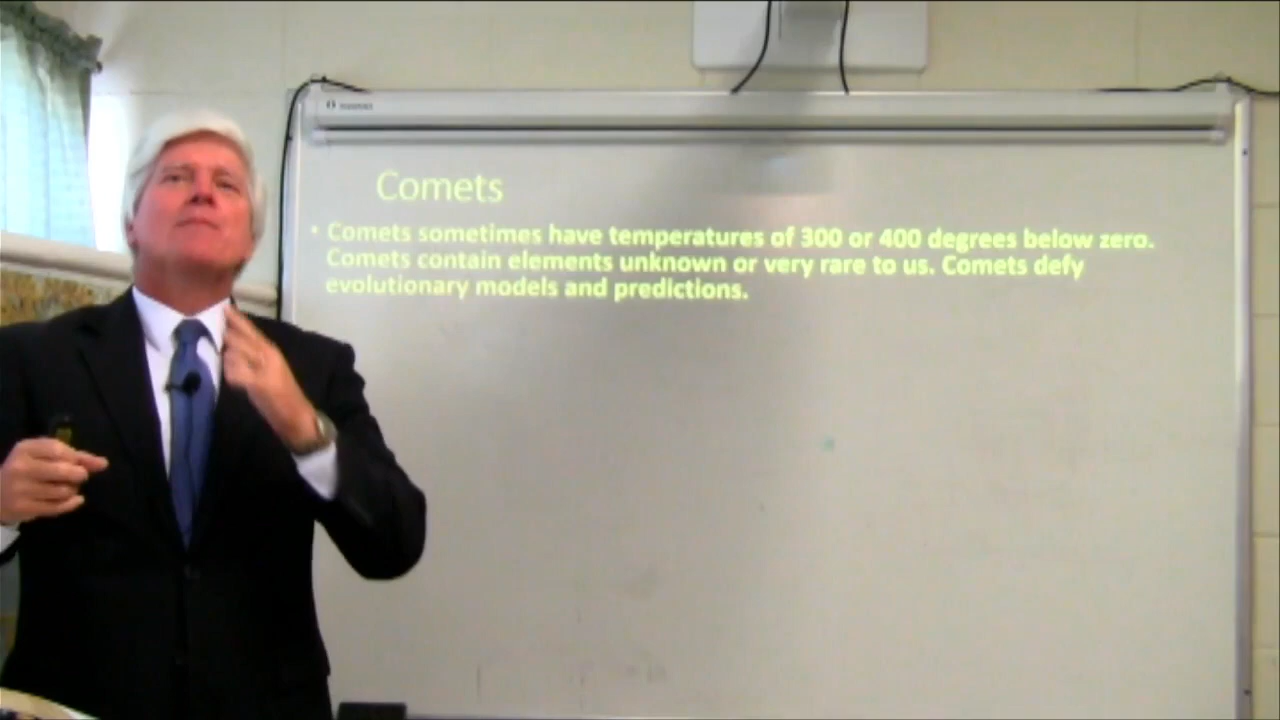 Comets
• Comets sometimes have temperatures of 300 or 400 degrees below zero.
Comets contain elements unknown or very rare to us. Comets defy
evolutionary models and predictions.